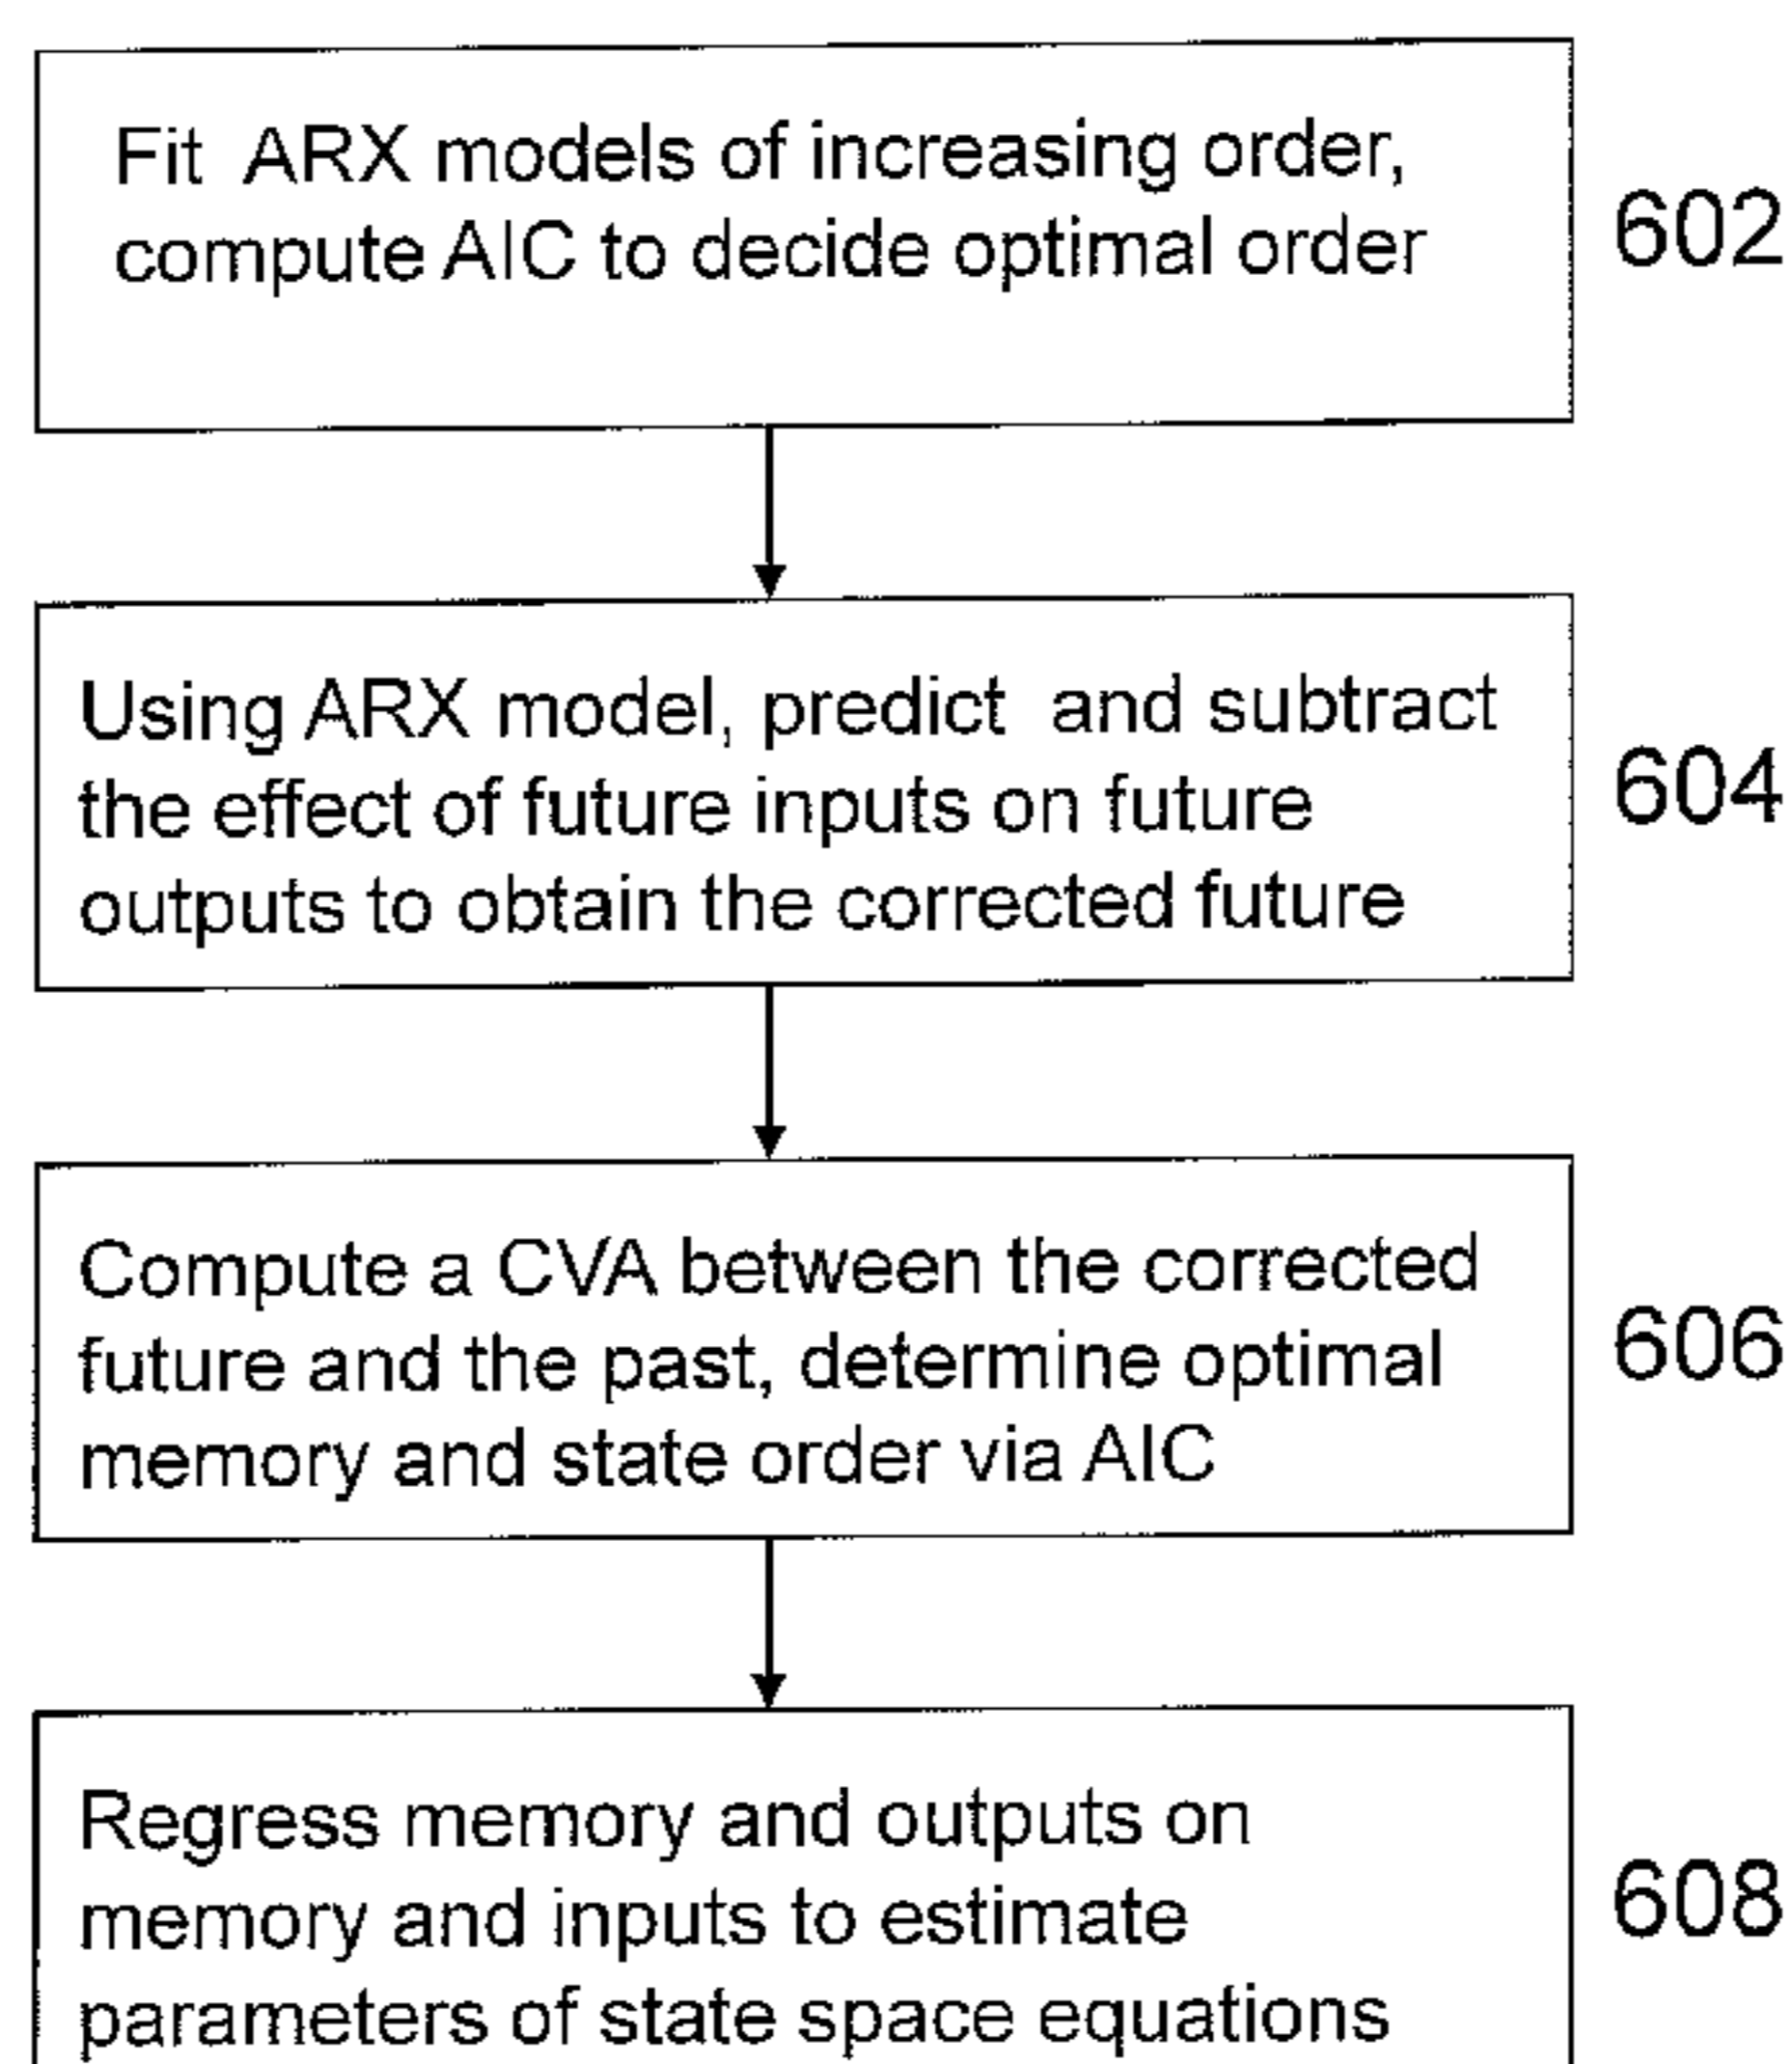 Fit ARX models of increasing order,
compute AIC to decide optimal order
602
Using ARX model, predict and subtract
the effect of future inputs on future
outputs to obtain the corrected future
604
Compute a CVA between the corrected
future and the past, determine optimal
memory and state order via AIC
606
Regress memory and outputs on
memory and inputs to estimate
parameters of state space equations
608